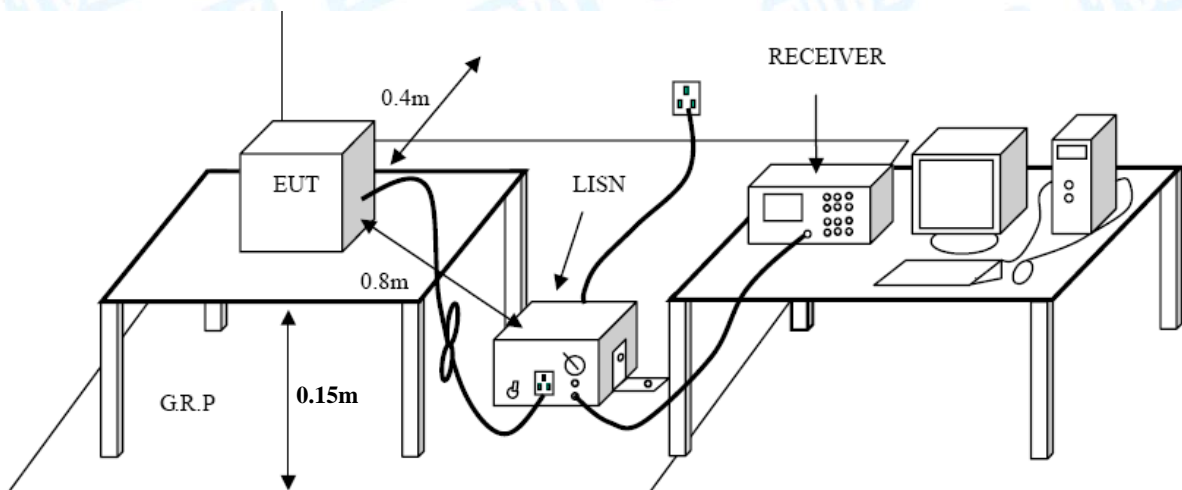 RECEIVER
0.4m
EUT
LISN
0.8m
G.R.P
0.15m